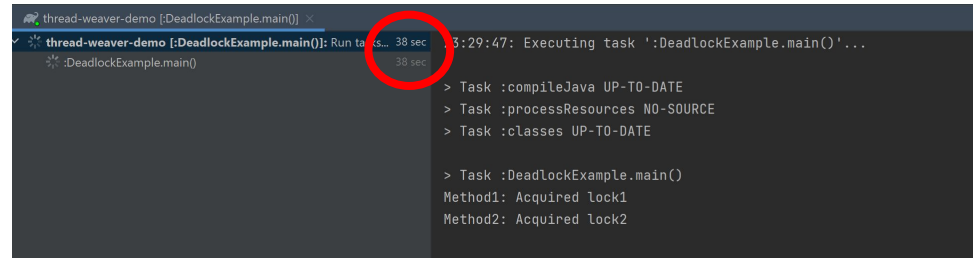 thread-weaver-demo [:DeadlockExample.main()] ×
thread-weaver-demo [:DeadlockExample.main()]: Run tasks... 38 sec
:DeadlockExample.main() 38 sec
23:29:47: Executing task ':DeadlockExample.main()'...
> Task :compileJava UP-TO-DATE
> Task :processResources NO-SOURCE
> Task :classes UP-TO-DATE
> Task :DeadlockExample.main()
Method1: Acquired lock1
Method2: Acquired lock2